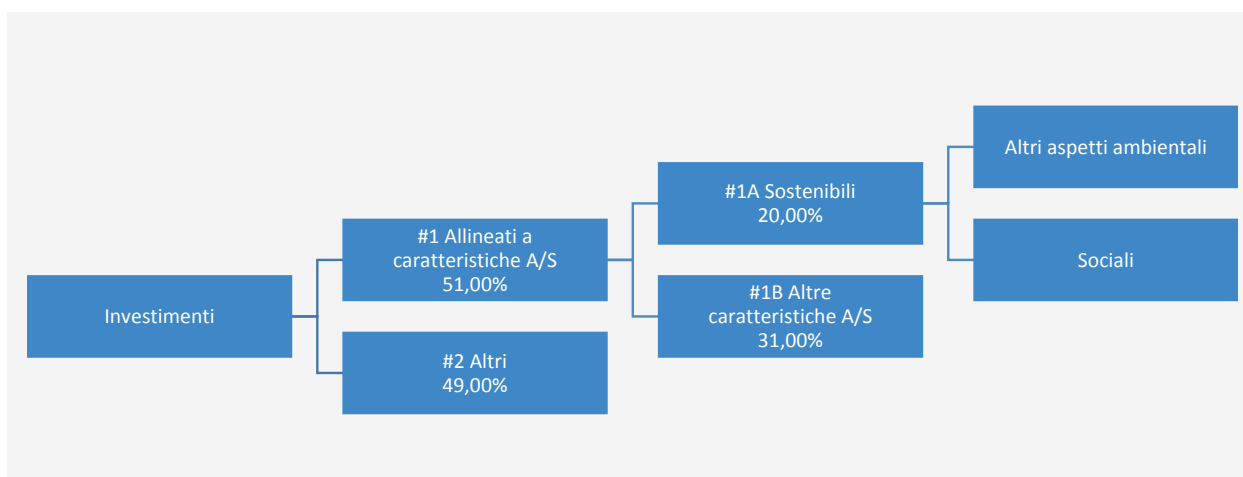 Investimenti
#1 Allineati a
caratteristiche A/S
51,00%
#2 Altri
49,00%
#1A Sostenibili
20,00%
#1B Altre
caratteristiche A/S
31,00%
Altri aspetti ambientali
Sociali